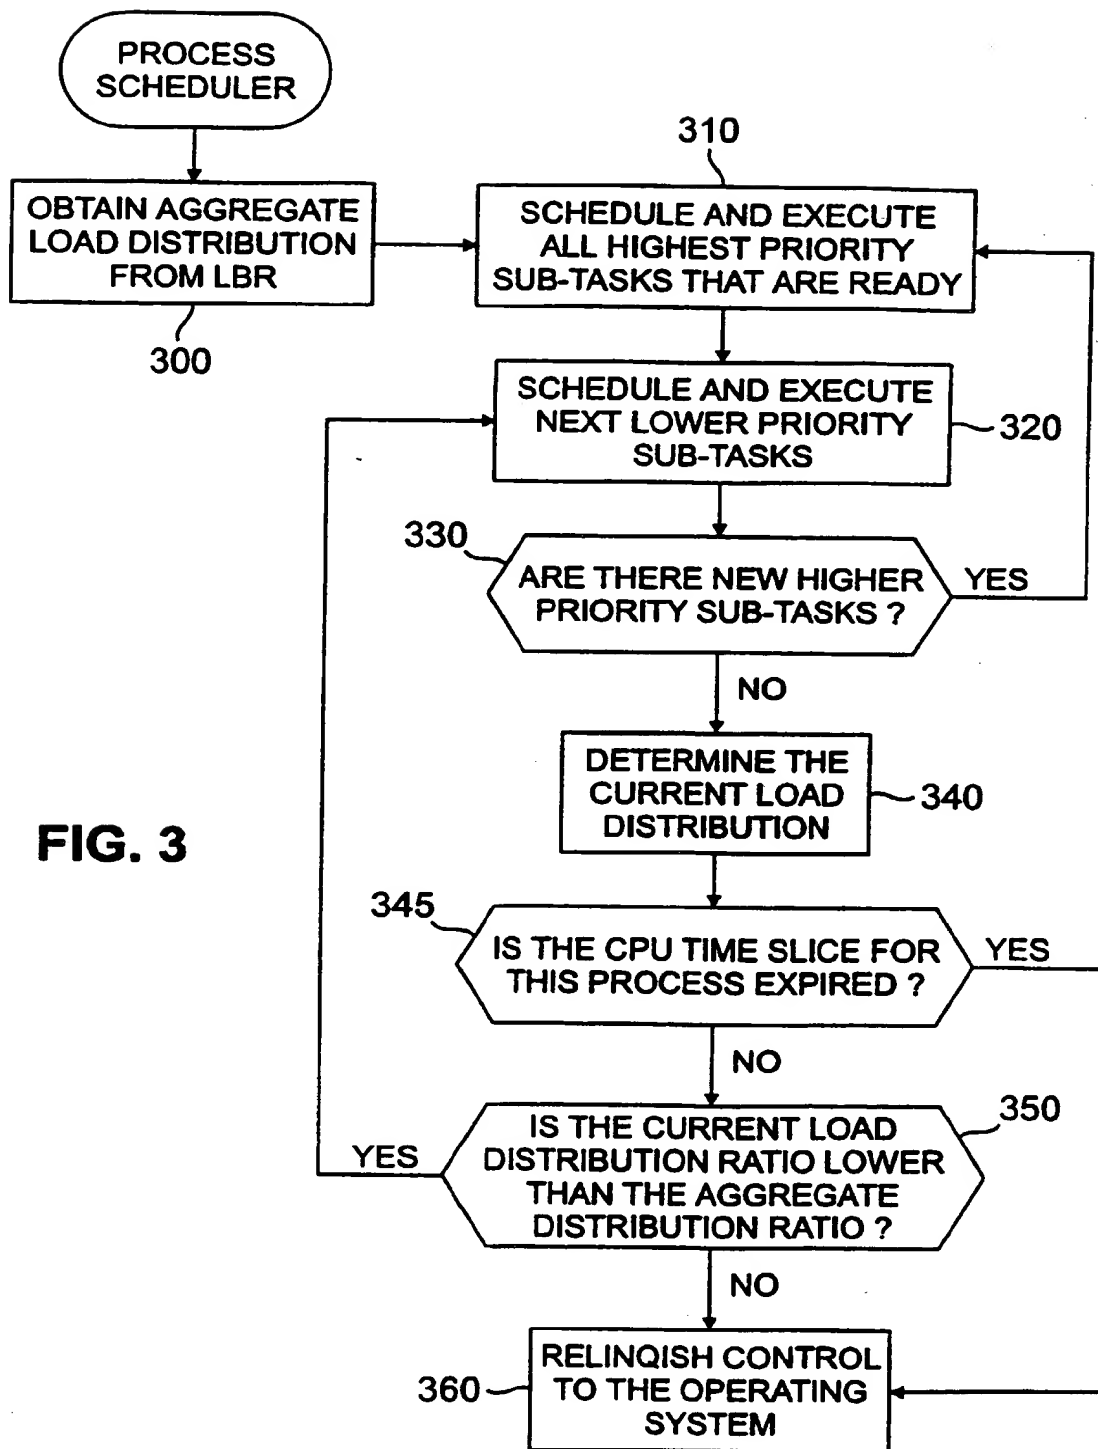 PROCESS
SCHEDULER
OBTAIN AGGREGATE
LOAD DISTRIBUTION
FROM LBR
300
310
SCHEDULE AND EXECUTE
ALL HIGHEST PRIORITY
SUB-TASKS THAT ARE READY
SCHEDULE AND EXECUTE
NEXT LOWER PRIORITY
SUB-TASKS
320
330
ARE THERE NEW HIGHER
PRIORITY SUB-TASKS ?
YES
NO
DETERMINE THE
CURRENT LOAD
DISTRIBUTION
340
FIG. 3
345
IS THE CPU TIME SLICE FOR
THIS PROCESS EXPIRED ?
YES
NO
350
IS THE CURRENT LOAD
DISTRIBUTION RATIO LOWER
THAN THE AGGREGATE
DISTRIBUTION RATIO ?
YES
NO
RELINQISH CONTROL
TO THE OPERATING
SYSTEM
360